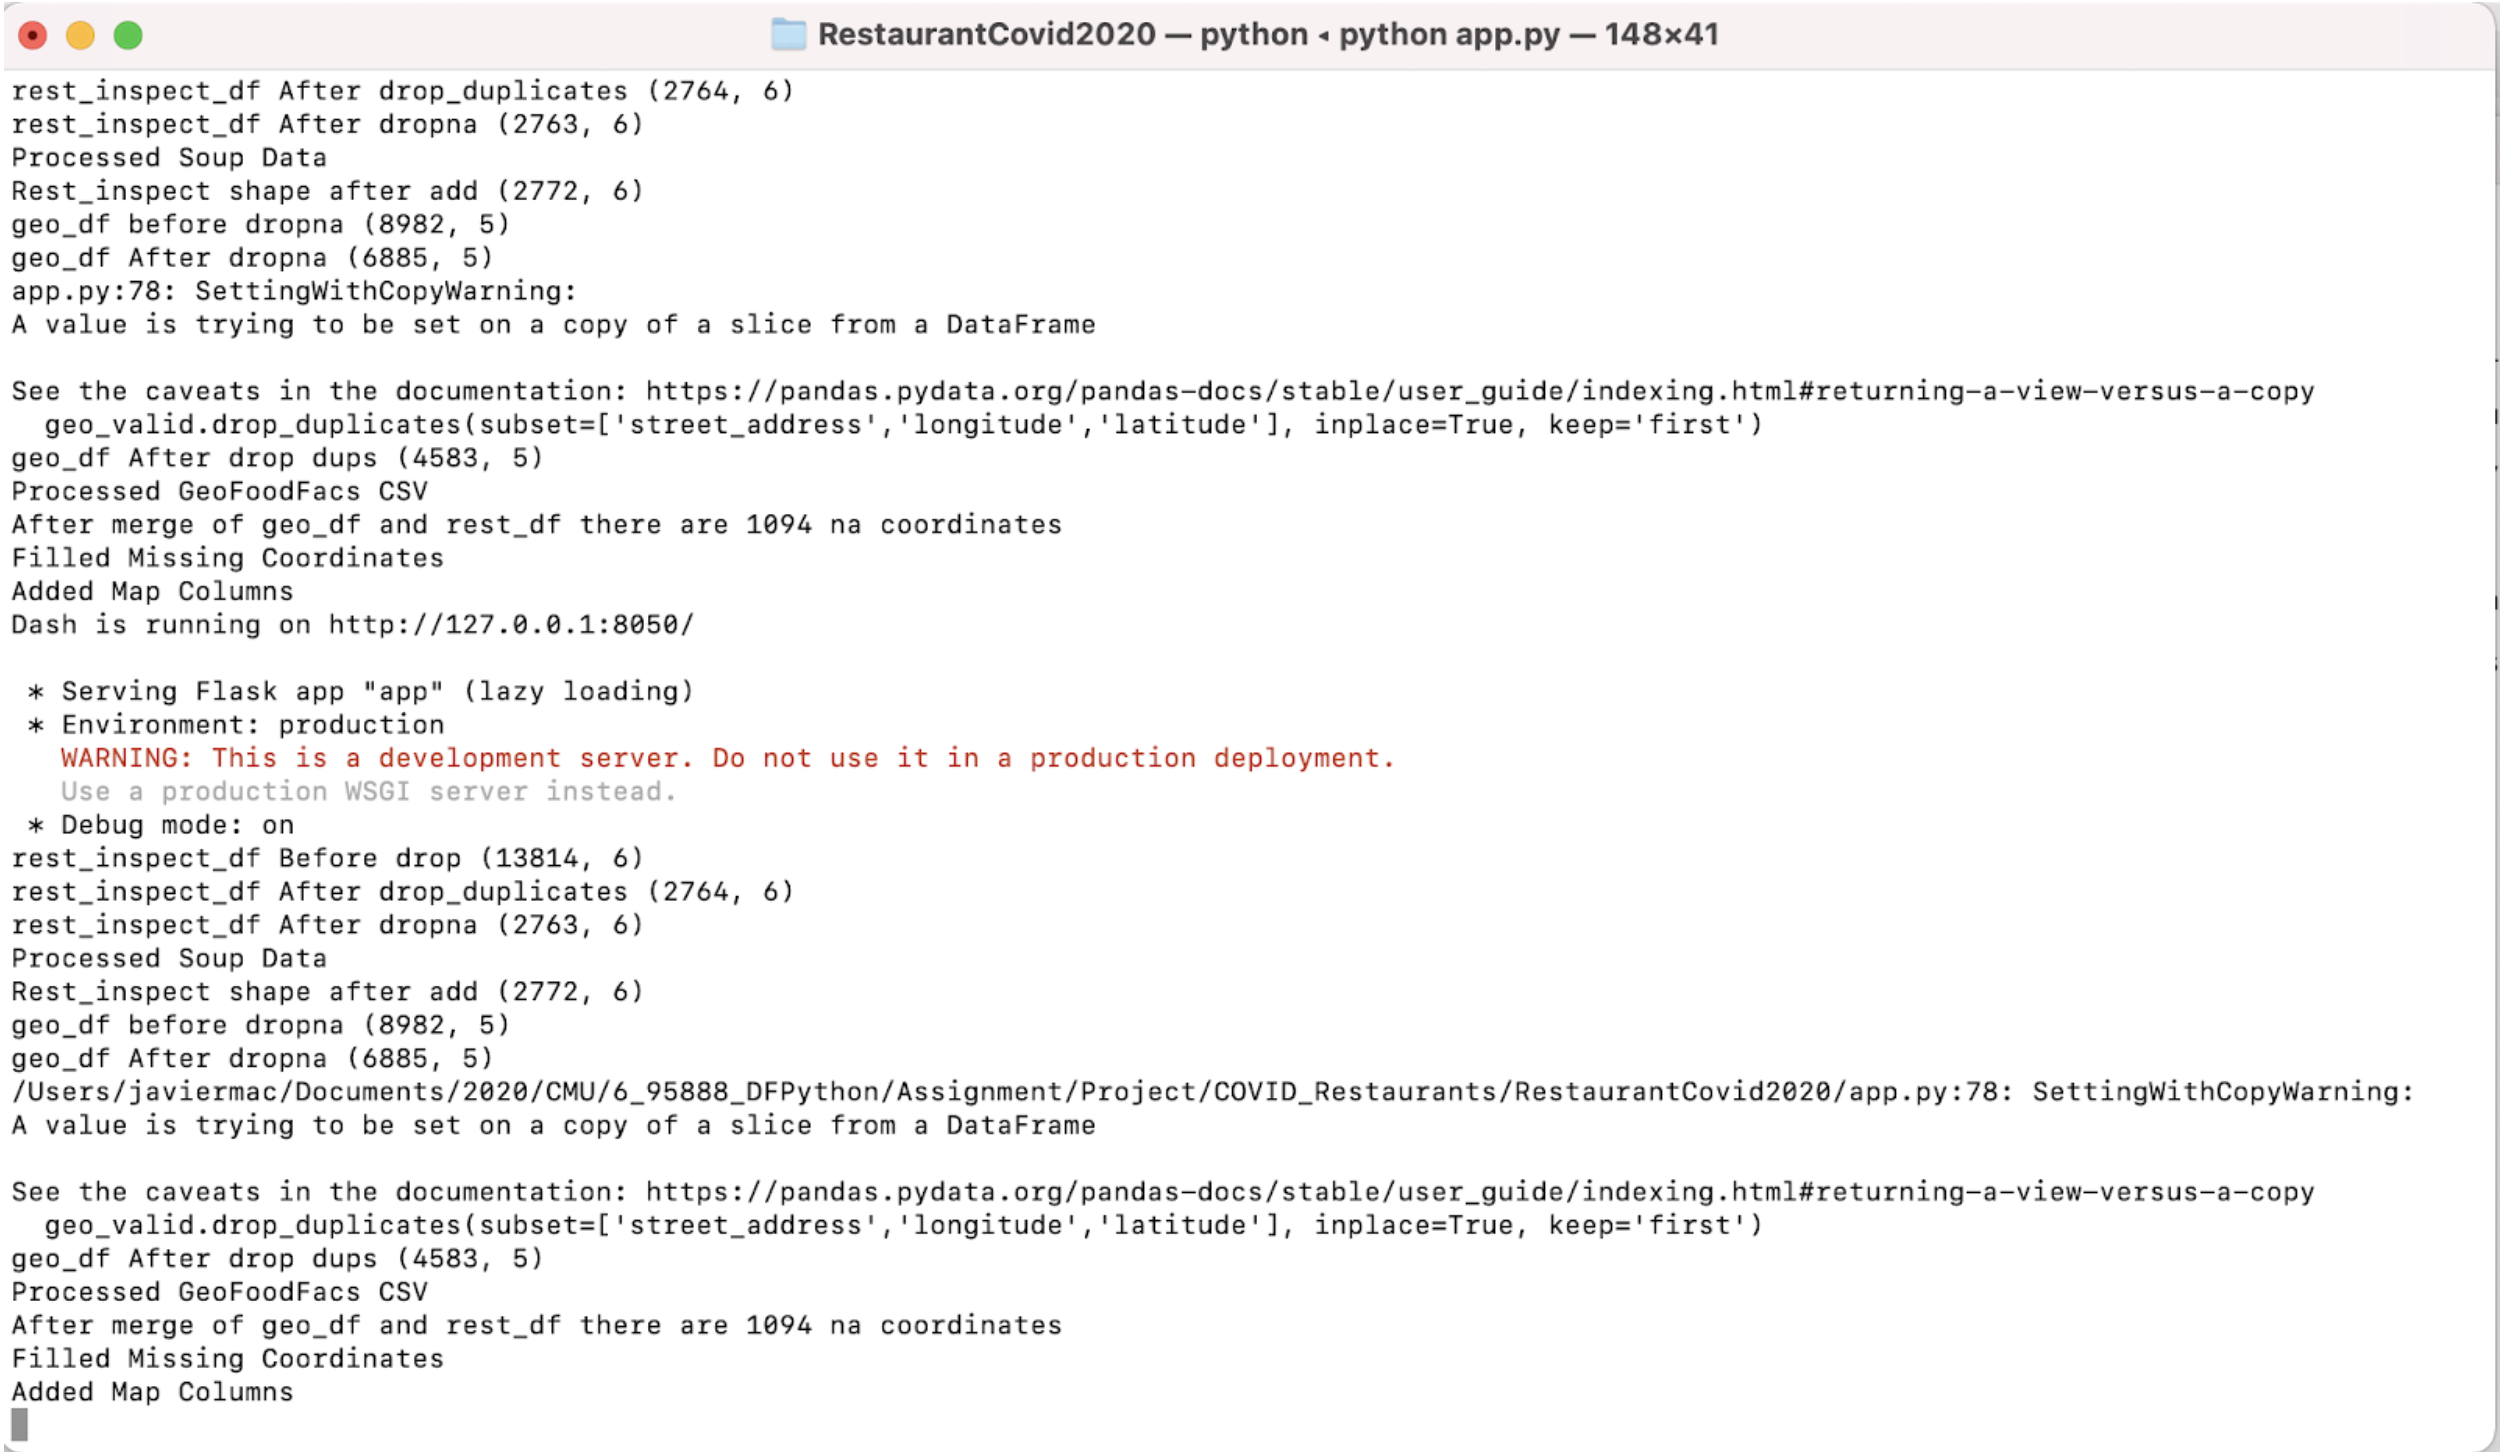 RestaurantCovid2020 — python ◂ python app.py — 148×41
rest_inspect_df After drop_duplicates (2764, 6)
rest_inspect_df After dropna (2763, 6)
Processed Soup Data
Rest_inspect shape after add (2772, 6)
geo_df before dropna (8982, 5)
geo_df After dropna (6885, 5)
app.py:78: SettingWithCopyWarning:
A value is trying to be set on a copy of a slice from a DataFrame
See the caveats in the documentation: https://pandas.pydata.org/pandas-docs/stable/user_guide/indexing.html#returning-a-view-versus-a-copy
  geo_valid.drop_duplicates(subset=['street_address','longitude','latitude'], inplace=True, keep='first')
geo_df After drop dups (4583, 5)
Processed GeoFoodFacs CSV
After merge of geo_df and rest_df there are 1094 na coordinates
Filled Missing Coordinates
Added Map Columns
Dash is running on http://127.0.0.1:8050/
 * Serving Flask app "app" (lazy loading)
 * Environment: production
   WARNING: This is a development server. Do not use it in a production deployment.
   Use a production WSGI server instead.
 * Debug mode: on
rest_inspect_df Before drop (13814, 6)
rest_inspect_df After drop_duplicates (2764, 6)
rest_inspect_df After dropna (2763, 6)
Processed Soup Data
Rest_inspect shape after add (2772, 6)
geo_df before dropna (8982, 5)
geo_df After dropna (6885, 5)
/Users/javiermac/Documents/2020/CMU/6_95888_DFPython/Assignment/Project/COVID_Restaurants/RestaurantCovid2020/app.py:78: SettingWithCopyWarning:
A value is trying to be set on a copy of a slice from a DataFrame
See the caveats in the documentation: https://pandas.pydata.org/pandas-docs/stable/user_guide/indexing.html#returning-a-view-versus-a-copy
  geo_valid.drop_duplicates(subset=['street_address','longitude','latitude'], inplace=True, keep='first')
geo_df After drop dups (4583, 5)
Processed GeoFoodFacs CSV
After merge of geo_df and rest_df there are 1094 na coordinates
Filled Missing Coordinates
Added Map Columns